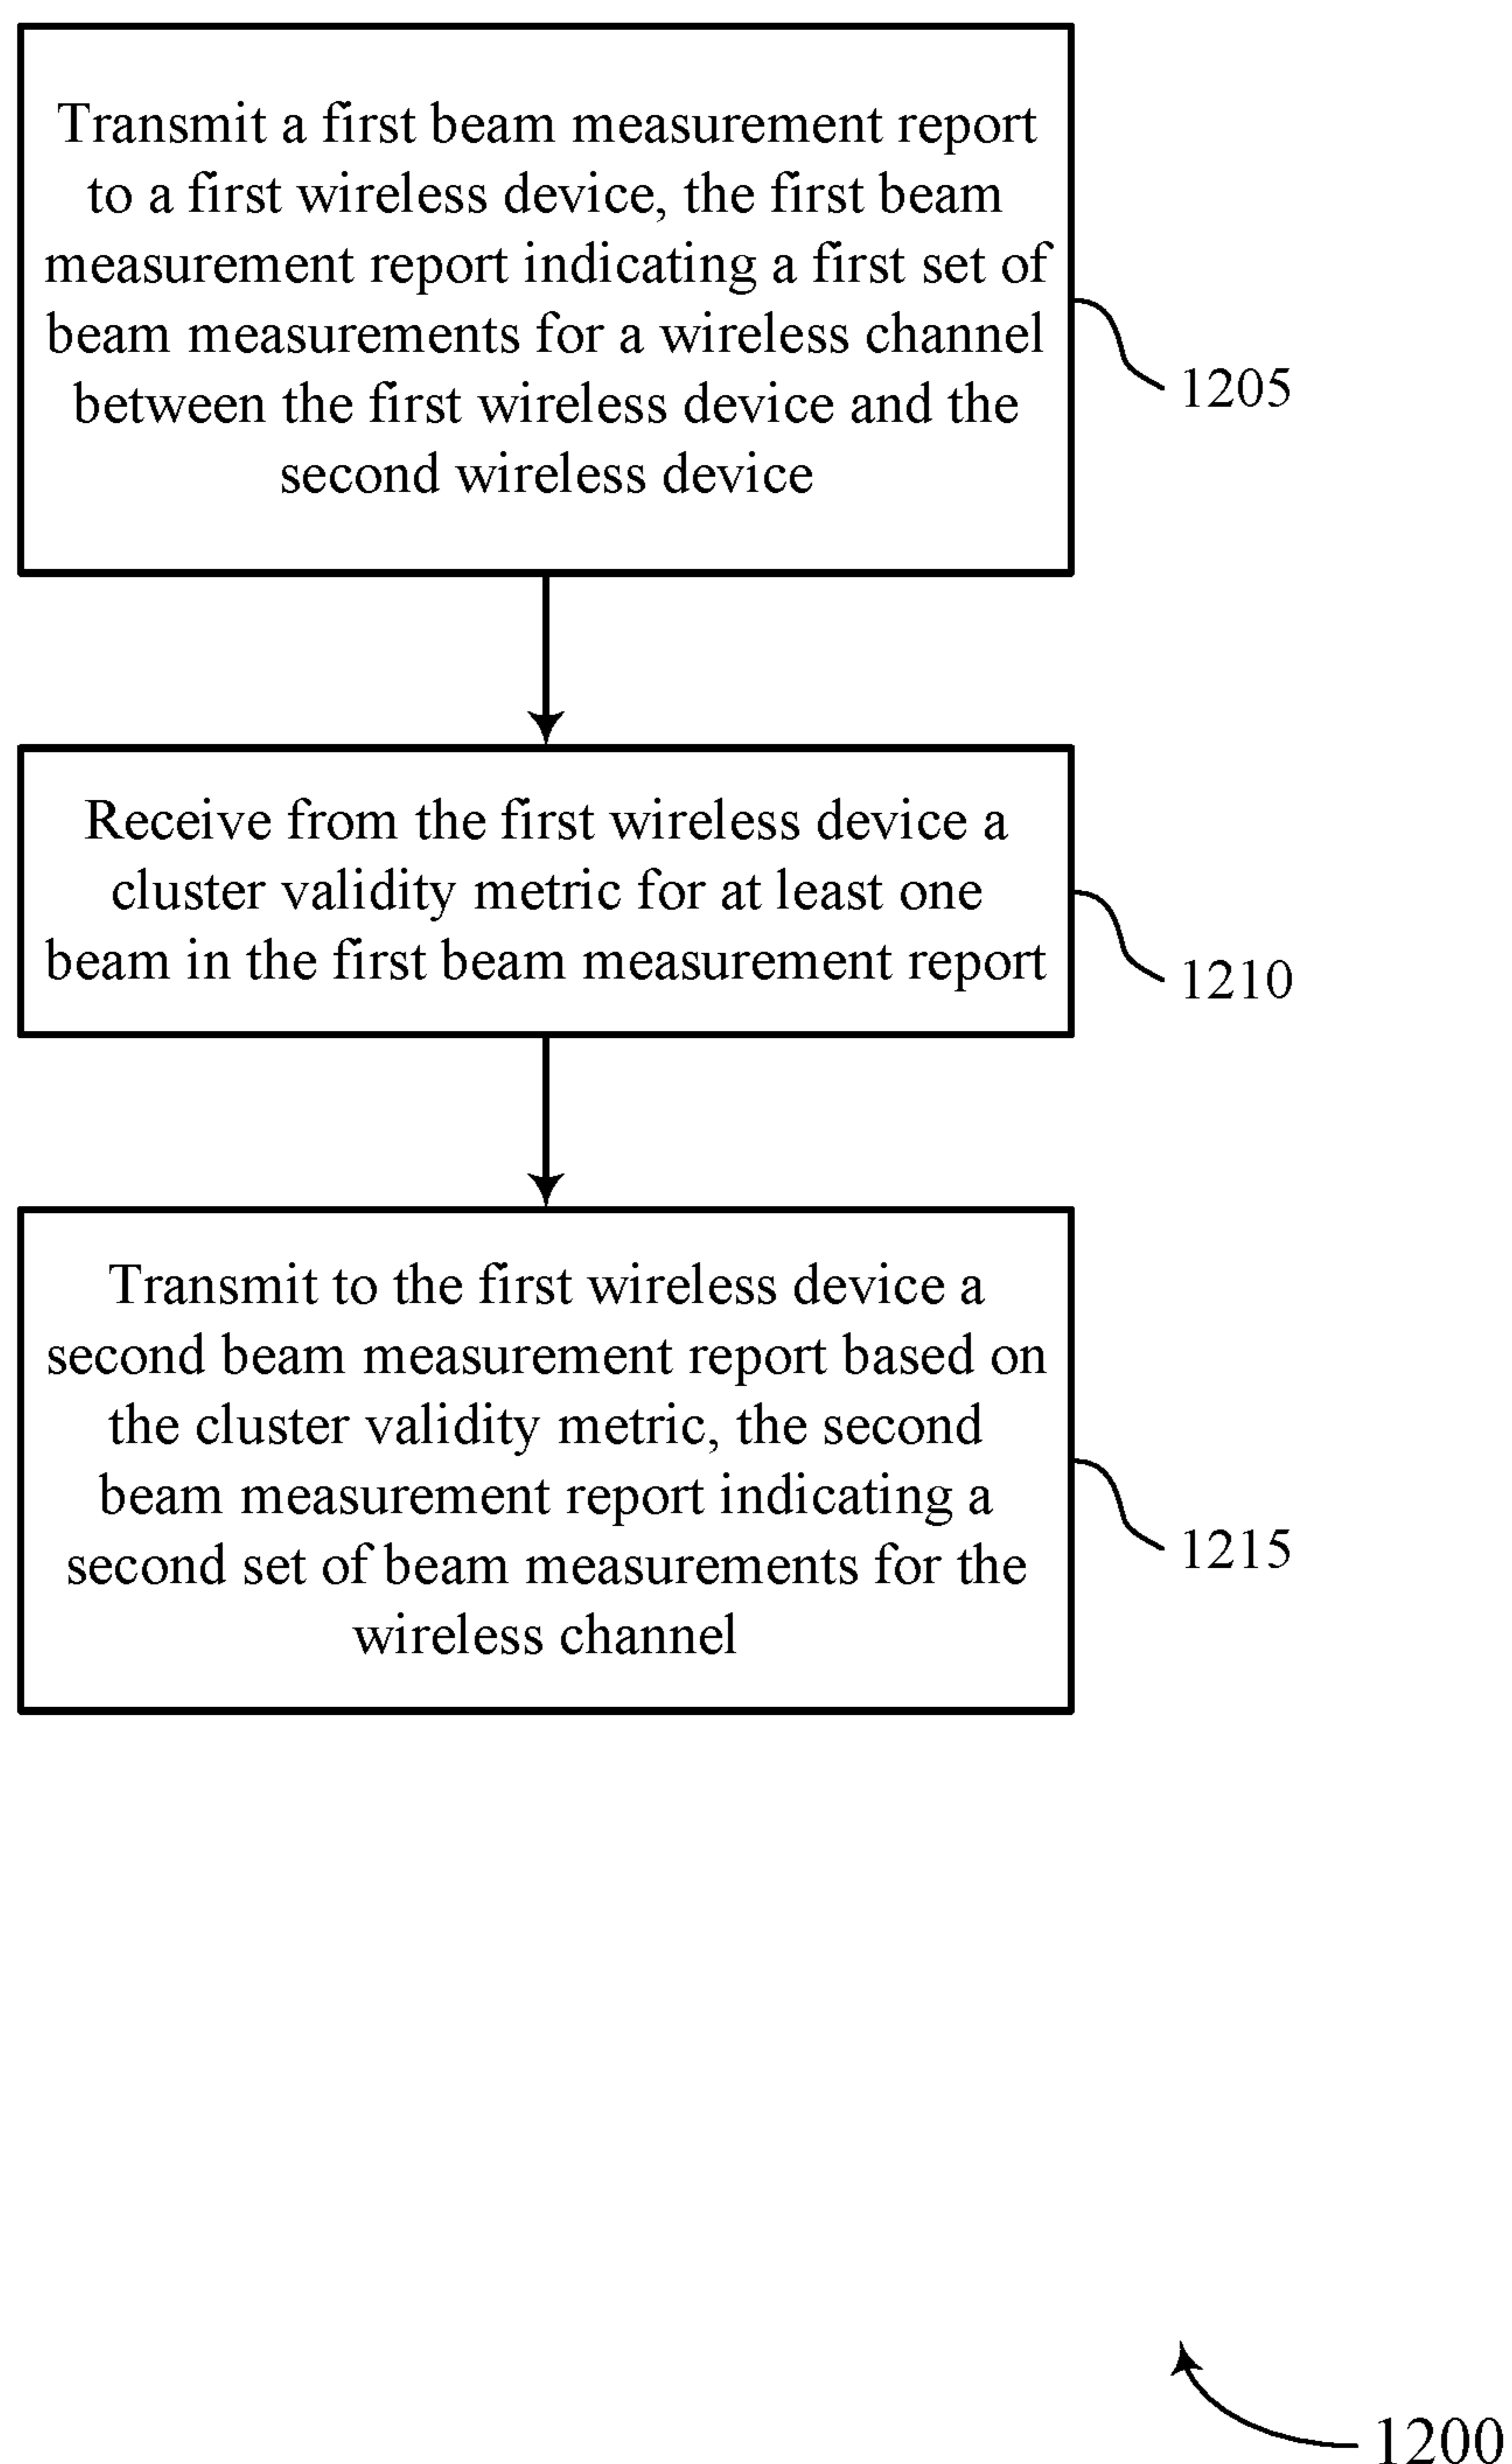 Transmit a first beam measurement report
to a first wireless device, the first beam
measurement report indicating a first set of
beam measurements for a wireless channel
between the first wireless device and the
second wireless device
1205
Receive from the first wireless device a
cluster validity metric for at least one
beam in the first beam measurement report
1210
Transmit to the first wireless device a
second beam measurement report based on
the cluster validity metric, the second
beam measurement report indicating a
second set of beam measurements for the
wireless channel
1215
1200